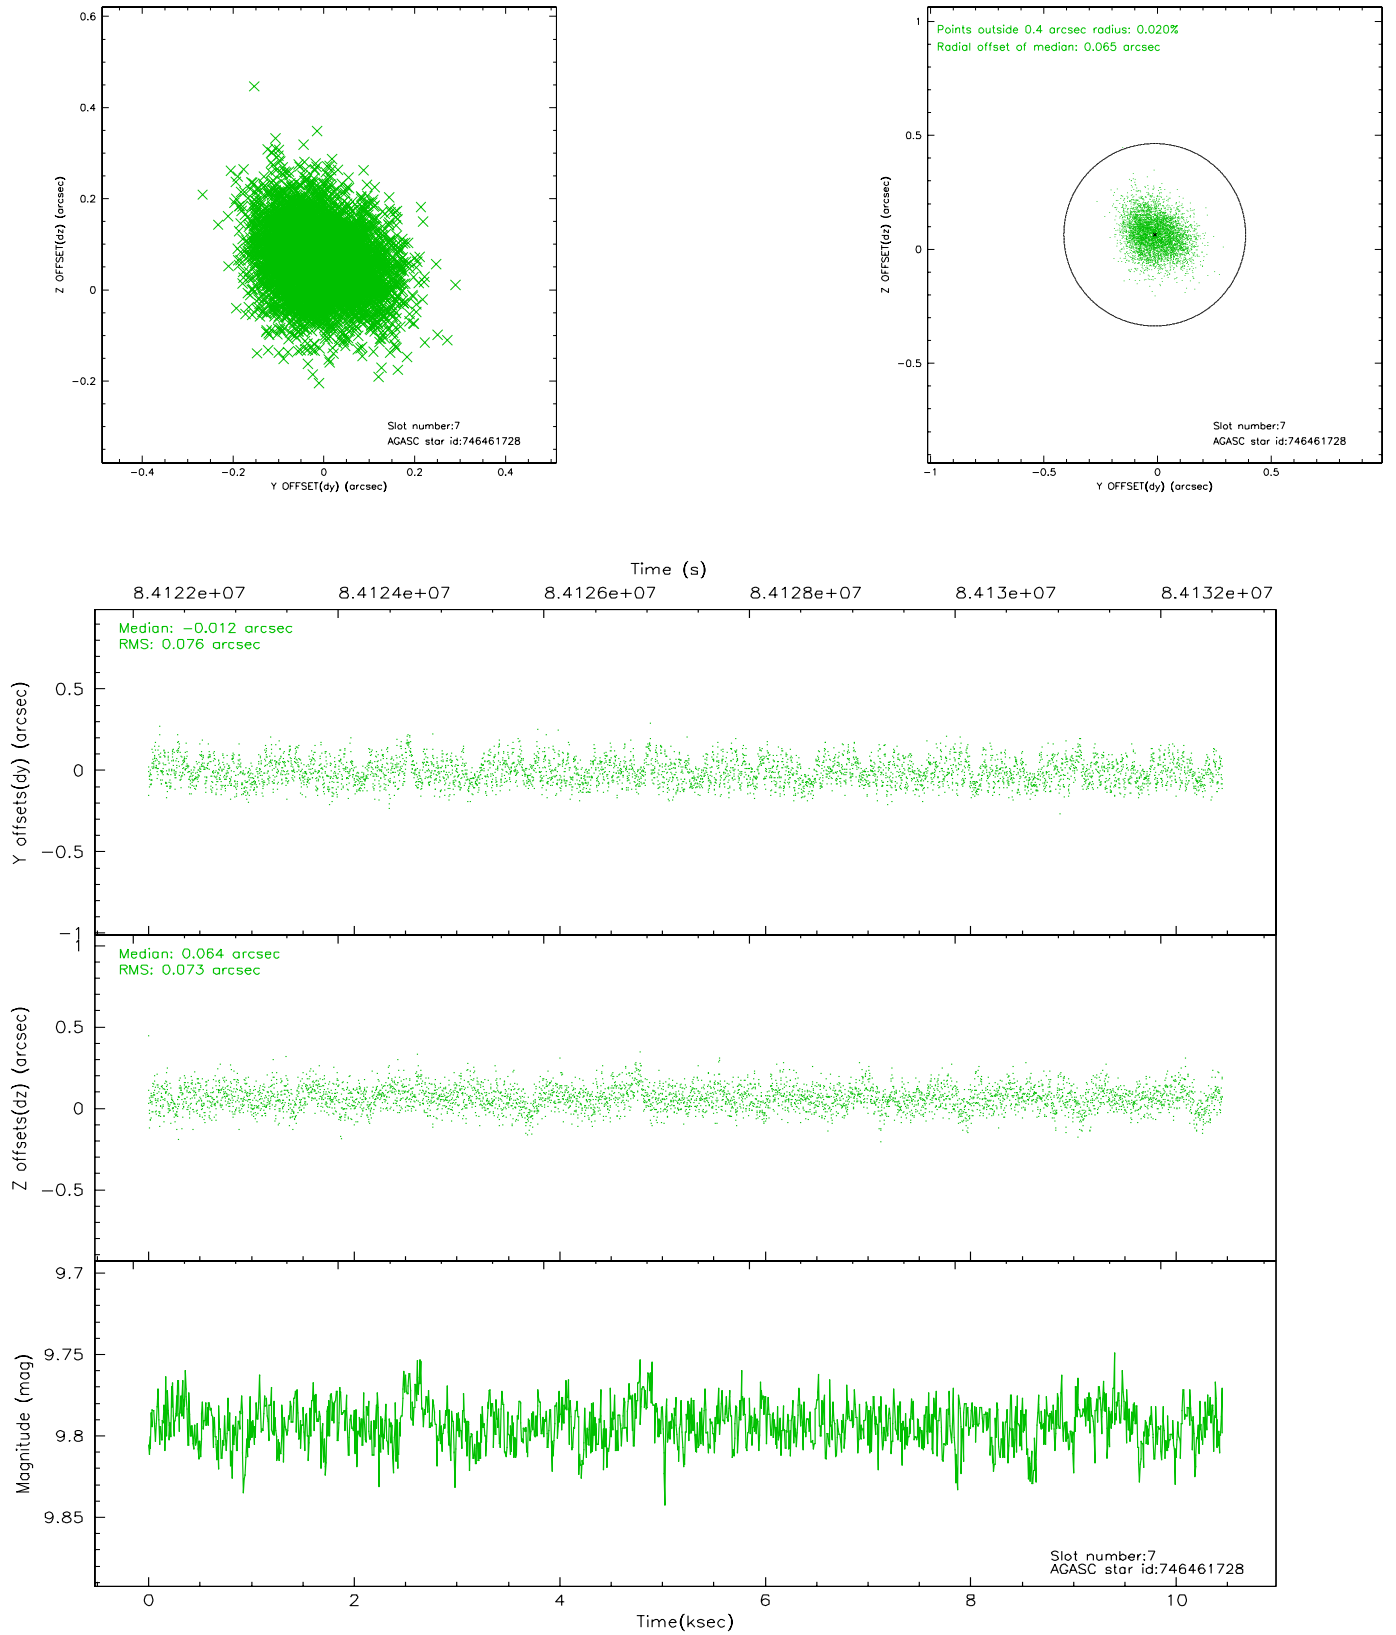 0.6
0.4
0.2
0
−0.2
Z OFFSET(dz) (arcsec)
−0.4
−0.2
0
0.2
0.4
Y OFFSET(dy) (arcsec)
Slot number:7
AGASC star id:746461728
Points outside 0.4 arcsec radius: 0.020%
Radial offset of median: 0.065 arcsec
1
0.5
0
−0.5
Z OFFSET(dz) (arcsec)
−1
−0.5
0
0.5
Y OFFSET(dy) (arcsec)
Slot number:7
AGASC star id:746461728
Time (s)
8.4122e+07
8.4124e+07
8.4126e+07
8.4128e+07
8.413e+07
8.4132e+07
Median: −0.012 arcsec
RMS: 0.076 arcsec
0.5
0
−0.5
−1
Y offsets(dy) (arcsec)
Median: 0.064 arcsec
RMS: 0.073 arcsec
1
0.5
0
−0.5
Z offsets(dz) (arcsec)
9.7
9.75
9.8
9.85
Magnitude (mag)
Slot number:7
AGASC star id:746461728
0
2
4
6
8
10
Time(ksec)